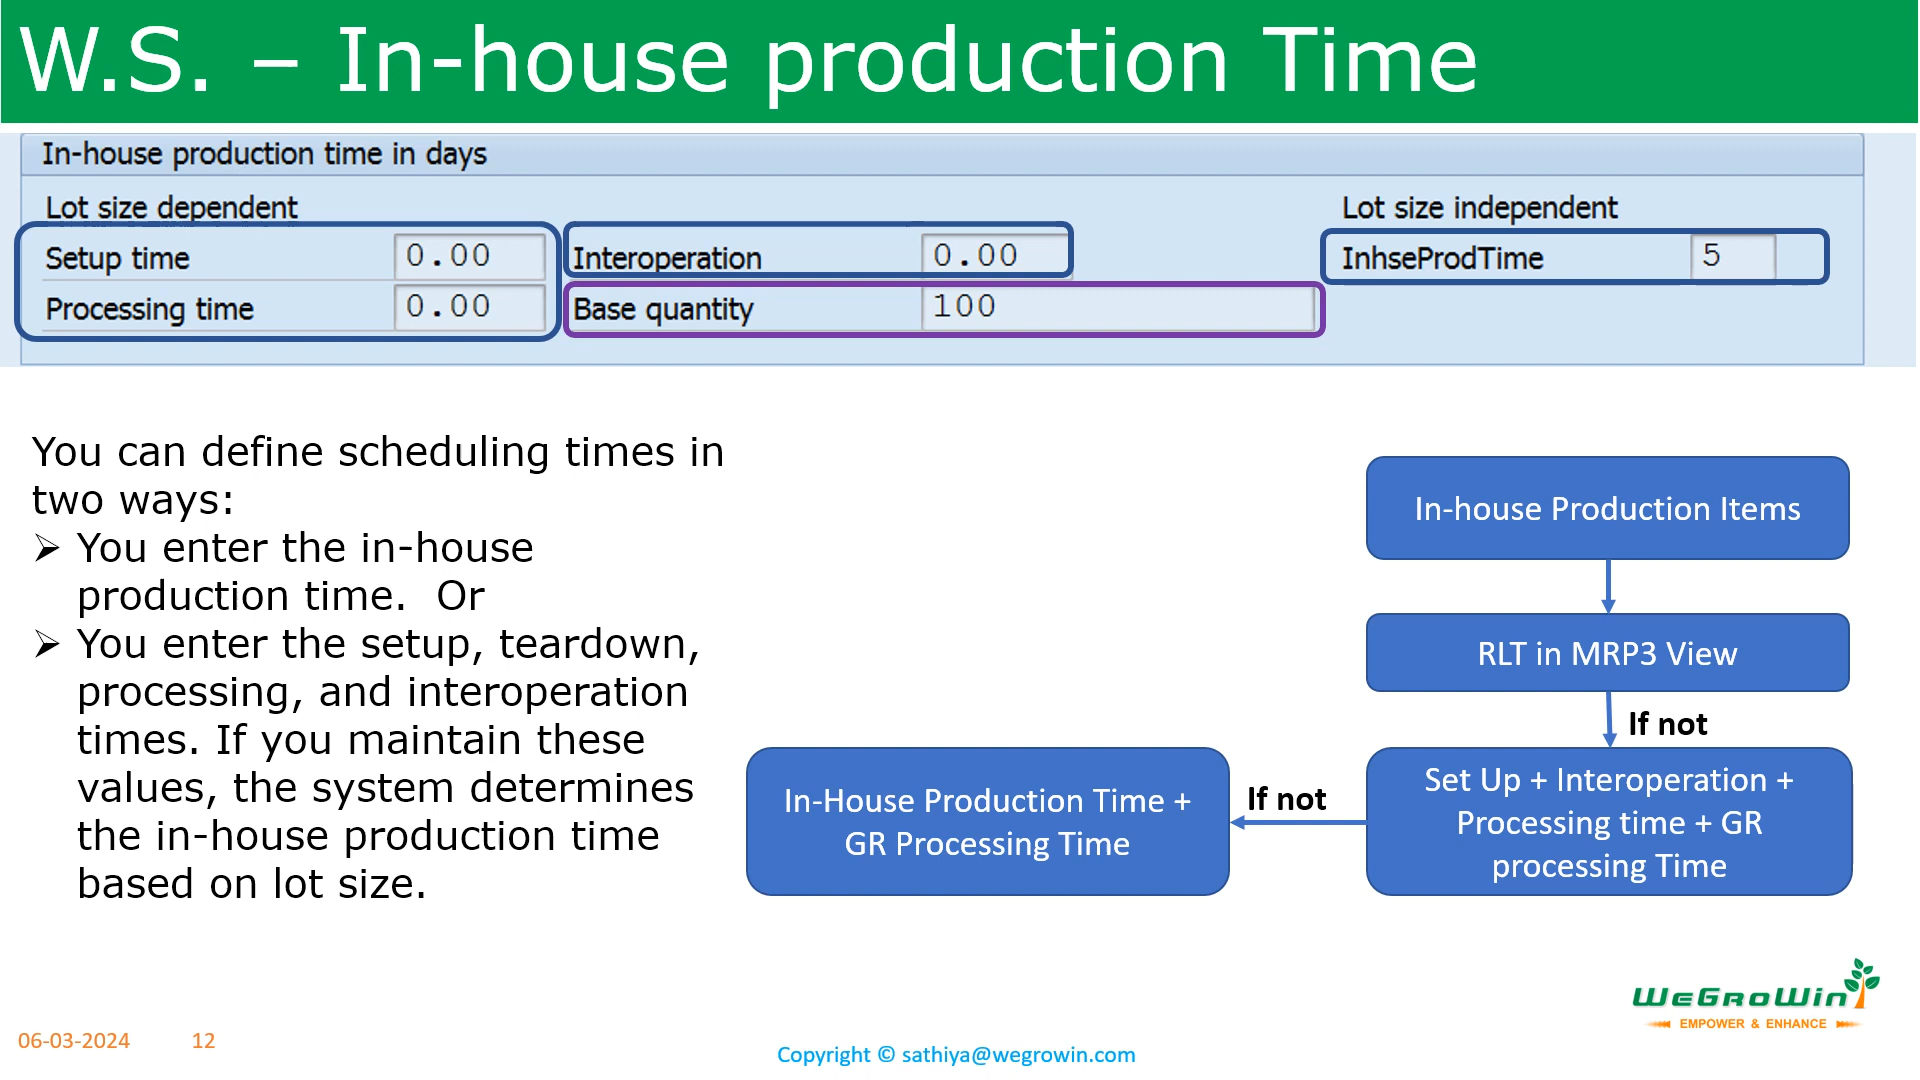 W.S. – In-house production Time
In-house production time in days
Lot size dependent
Lot size independent
Setup time 0.00
Interoperation 0.00
InhseProdTime 5
Processing time 0.00
Base quantity 100
You can define scheduling times in
two ways:
➢ You enter the in-house
production time. Or
➢ You enter the setup, teardown,
processing, and interoperation
times. If you maintain these
values, the system determines
the in-house production time
based on lot size.
In-house Production Items
RLT in MRP3 View
If not
Set Up + Interoperation +
Processing time + GR
processing Time
If not
In-House Production Time +
GR Processing Time
WeGroWin
EMPOWER & ENHANCE
06-03-2024 12
Copyright © sathiya@wegrowin.com